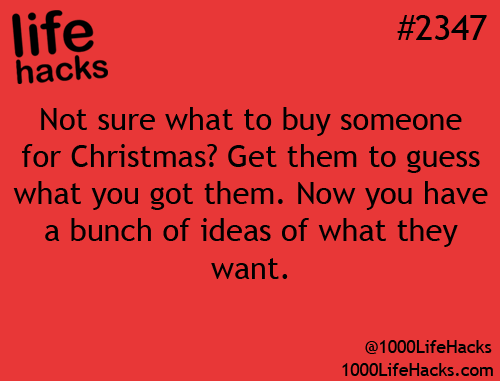 life
hacks
#2347
Not sure what to buy someone
for Christmas? Get them to guess
what you got them. Now you have
a bunch of ideas of what they
want.
@1000LifeHacks
1000LifeHacks.com